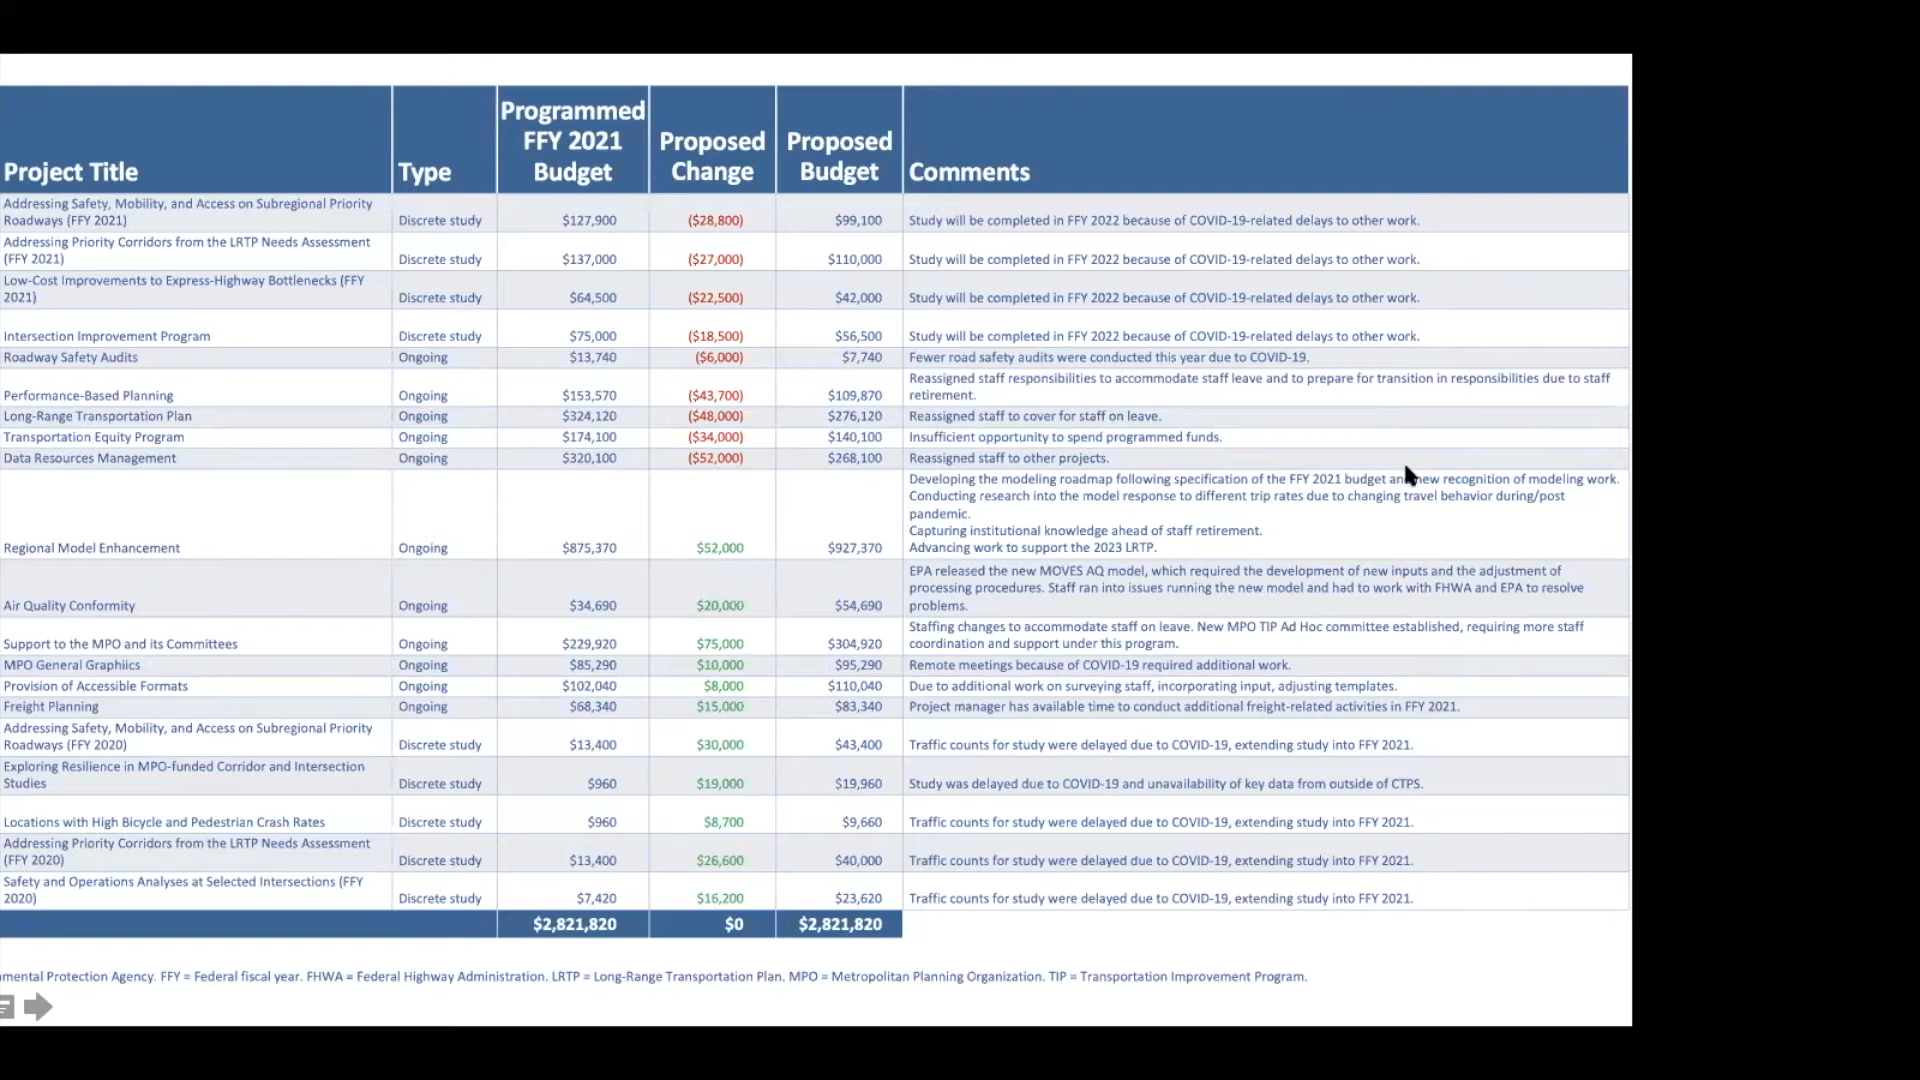 Project Title Type Programmed FFY 2021 Budget Proposed Change Proposed Budget Comments
Addressing Safety, Mobility, and Access on Subregional Priority
Roadways (FFY 2021) Discrete study $127,900 ($28,800) $99,100 Study will be completed in FFY 2022 because of COVID-19-related delays to other work.
Addressing Priority Corridors from the LRTP Needs Assessment
(FFY 2021) Discrete study $137,000 ($27,000) $110,000 Study will be completed in FFY 2022 because of COVID-19-related delays to other work.
Low-Cost Improvements to Express-Highway Bottlenecks (FFY
2021) Discrete study $64,500 ($22,500) $42,000 Study will be completed in FFY 2022 because of COVID-19-related delays to other work.
Intersection Improvement Program Discrete study $75,000 ($18,500) $56,500 Study will be completed in FFY 2022 because of COVID-19-related delays to other work.
Roadway Safety Audits Ongoing $13,740 ($6,000) $7,740 Fewer road safety audits were conducted this year due to COVID-19.
Reassigned staff responsibilities to accommodate staff leave and to prepare for transition in responsibilities due to staff
Performance-Based Planning Ongoing $153,570 ($43,700) $109,870 retirement.
Long-Range Transportation Plan Ongoing $324,120 ($48,000) $276,120 Reassigned staff to cover for staff on leave.
Transportation Equity Program Ongoing $174,100 ($34,000) $140,100 Insufficient opportunity to spend programmed funds.
Data Resources Management Ongoing $320,100 ($52,000) $268,100 Reassigned staff to other projects.
Developing the modeling roadmap following specification of the FFY 2021 budget and new recognition of modeling work.
Conducting research into the model response to different trip rates due to changing travel behavior during/post
pandemic.
Capturing institutional knowledge ahead of staff retirement.
Regional Model Enhancement Ongoing $875,370 $52,000 $927,370 Advancing work to support the 2023 LRTP.
EPA released the new MOVES AQ model, which required the development of new inputs and the adjustment of
processing procedures. Staff ran into issues running the new model and had to work with FHWA and EPA to resolve
Air Quality Conformity Ongoing $34,690 $20,000 $54,690 problems.
Staffing changes to accommodate staff on leave. New MPO TIP Ad Hoc committee established, requiring more staff
Support to the MPO and its Committees Ongoing $229,920 $75,000 $304,920 coordination and support under this program.
MPO General Graphiics Ongoing $85,290 $10,000 $95,290 Remote meetings because of COVID-19 required additional work.
Provision of Accessible Formats Ongoing $102,040 $8,000 $110,040 Due to additional work on surveying staff, incorporating input, adjusting templates.
Freight Planning Ongoing $68,340 $15,000 $83,340 Project manager has available time to conduct additional freight-related activities in FFY 2021.
Addressing Safety, Mobility, and Access on Subregional Priority
Roadways (FFY 2020) Discrete study $13,400 $30,000 $43,400 Traffic counts for study were delayed due to COVID-19, extending study into FFY 2021.
Exploring Resilience in MPO-funded Corridor and Intersection
Studies Discrete study $960 $19,000 $19,960 Study was delayed due to COVID-19 and unavailability of key data from outside of CTPS.
Locations with High Bicycle and Pedestrian Crash Rates Discrete study $960 $8,700 $9,660 Traffic counts for study were delayed due to COVID-19, extending study into FFY 2021.
Addressing Priority Corridors from the LRTP Needs Assessment
(FFY 2020) Discrete study $13,400 $26,600 $40,000 Traffic counts for study were delayed due to COVID-19, extending study into FFY 2021.
Safety and Operations Analyses at Selected Intersections (FFY
2020) Discrete study $7,420 $16,200 $23,620 Traffic counts for study were delayed due to COVID-19, extending study into FFY 2021.
$2,821,820 $0 $2,821,820
mental Protection Agency. FFY = Federal fiscal year. FHWA = Federal Highway Administration. LRTP = Long-Range Transportation Plan. MPO = Metropolitan Planning Organization. TIP = Transportation Improvement Program.